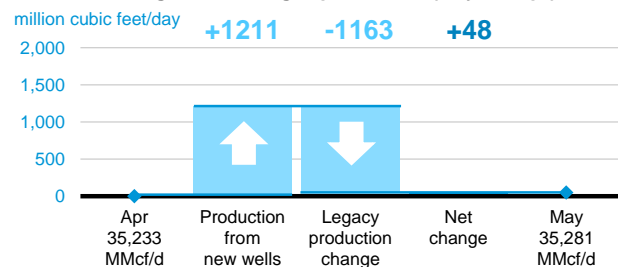 million cubic feet/day
+1211 -1163 +48
2,000
1,500
1,000
500
0
Apr
35,233
MMcf/d
Production
from
new wells
Legacy
production
change
Net
change
May
35,281
MMcf/d